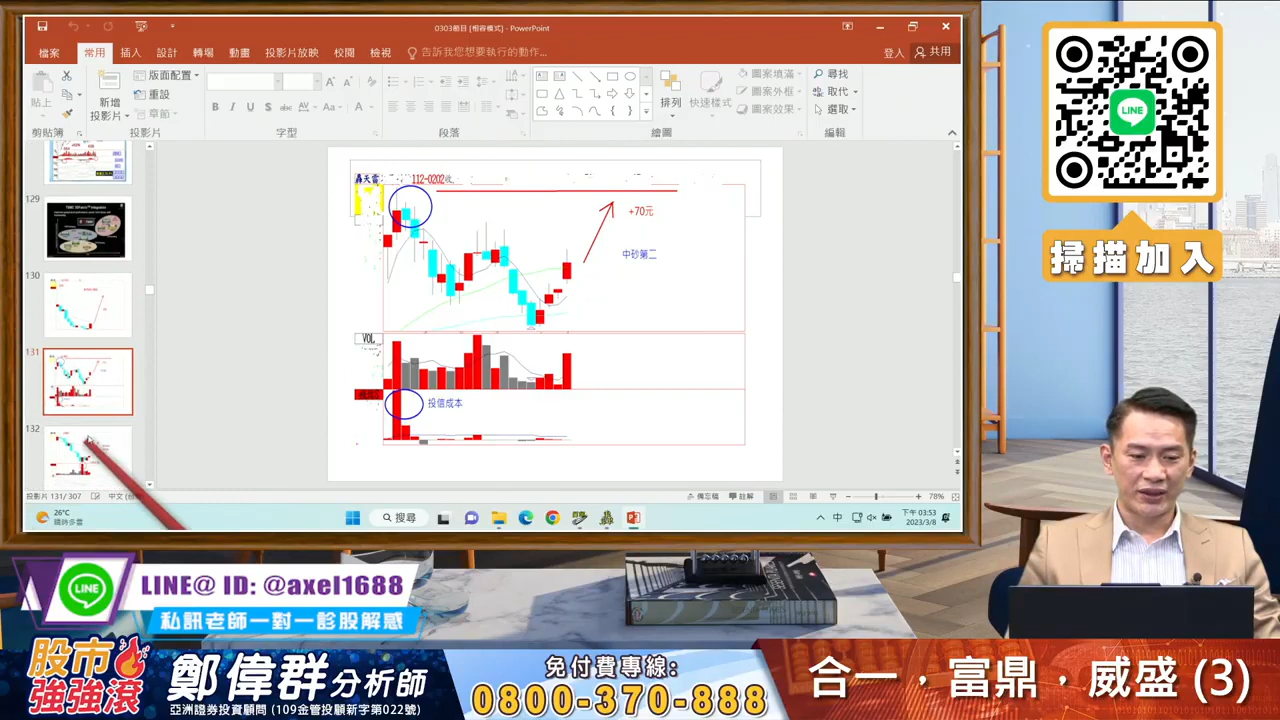 0303節目 [相容模式] - PowerPoint
檔案 常用 插入 設計 轉場 動畫 投影片放映 校閱 檢視 告訴我您想要執行的動作... 登入 共用
貼上 新增投影片 版面配置 重設 章節 排列 快速樣式 圖案填滿 圖案外框 圖案效果 尋找 取代 選取
剪貼簿 投影片 字型 段落 繪圖 編輯
129
130
131
132
112-0202收
+70元
中砂第二
VOL
投信成本
投影片 131/307
備忘稿 註解 78%
26°C
搜尋
中
下午 03:53
2023/3/8
LINE
掃描加入
LINE
LINE@ ID: @axel1688
私訊老師一對一診股解惑
股市強強滾
鄭偉群分析師
亞洲證券投資顧問 (109金管投顧新字第022號)
免付費專線:
0800-370-888
合一，富鼎，威盛 (3)